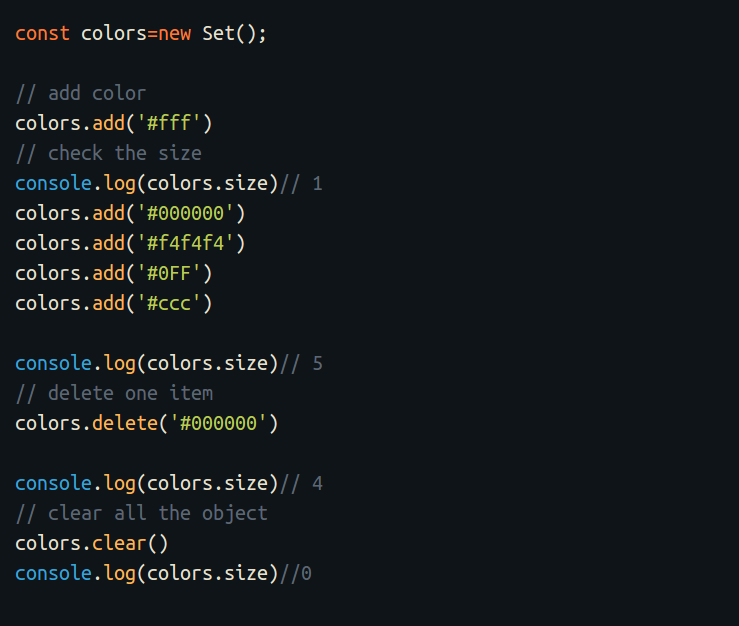 const colors=new Set();
// add color
colors.add('#fff')
// check the size
console.log(colors.size)// 1
colors.add('#000000')
colors.add('#f4f4f4')
colors.add('#0FF')
colors.add('#ccc')
console.log(colors.size)// 5
// delete one item
colors.delete('#000000')
console.log(colors.size)// 4
// clear all the object
colors.clear()
console.log(colors.size)//0